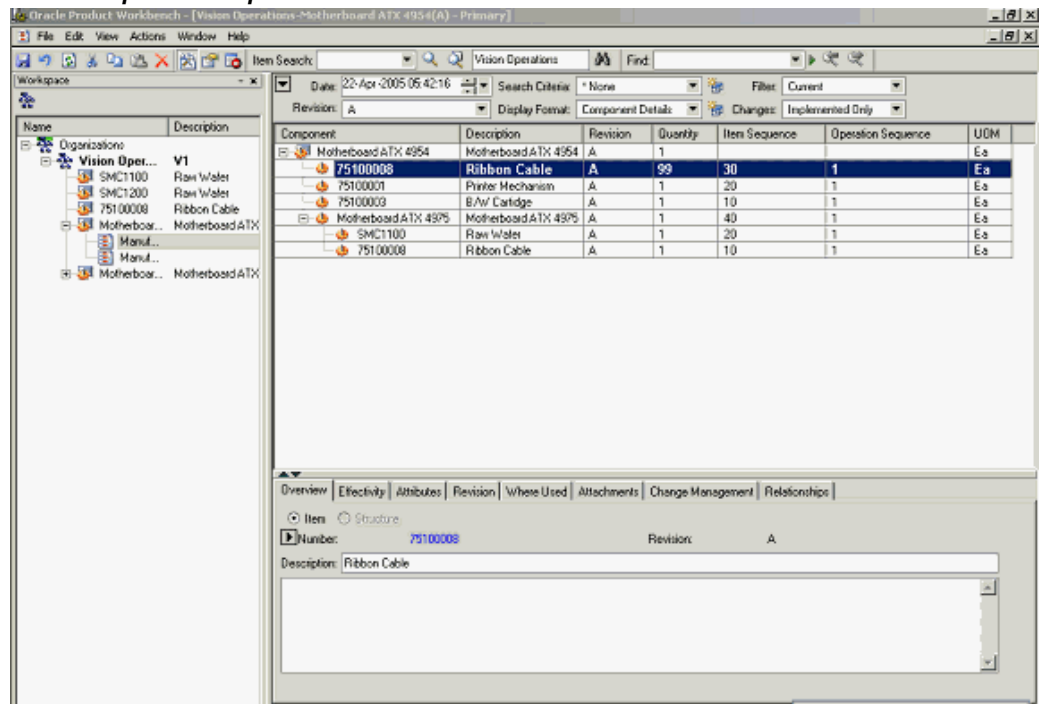 Oracle Product Workbench - [Vision Operations-Motherboard ATX 4954(A) - Primary]
File Edit View Actions Window Help
Item Search: Vision Operations Find:
Workspace
Date: 22-Apr-2005 05:42:16 Search Criteria: * None Filter: Current
Revision: A Display Format: Component Details Changes: Implemented Only
Name Description
Organizations
Vision Oper... V1
SMC1100 Raw Wafer
SMC1200 Raw Wafer
75100008 Ribbon Cable
Motherboar... Motherboard ATX
Manuf...
Manuf...
Motherboar... Motherboard ATX
Component Description Revision Quantity Item Sequence Operation Sequence UOM
Motherboard ATX 4954 Motherboard ATX 4954 A 1 Ea
75100008 Ribbon Cable A 99 30 1 Ea
75100001 Printer Mechanism A 1 20 1 Ea
75100003 B/W Cartidge A 1 10 1 Ea
Motherboard ATX 4975 Motherboard ATX 4975 A 1 40 1 Ea
SMC1100 Raw Wafer A 1 20 1 Ea
75100008 Ribbon Cable A 1 10 1 Ea
Overview Effectivity Attributes Revision Where Used Attachments Change Management Relationships
Item Structure
Number: 75100008 Revision: A
Description: Ribbon Cable